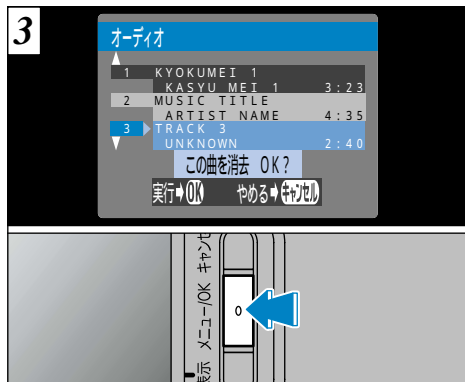 3
オーディオ
1 KYOKUMEI 1
KASYU MEI 1 3:23
2 MUSIC TITLE
ARTIST NAME 4:35
3 TRACK 3
UNKNOWN 2:40
この曲を消去 OK?
実行➡OK やめる➡キャンセル
キャンセ
メニュー/OK
表示